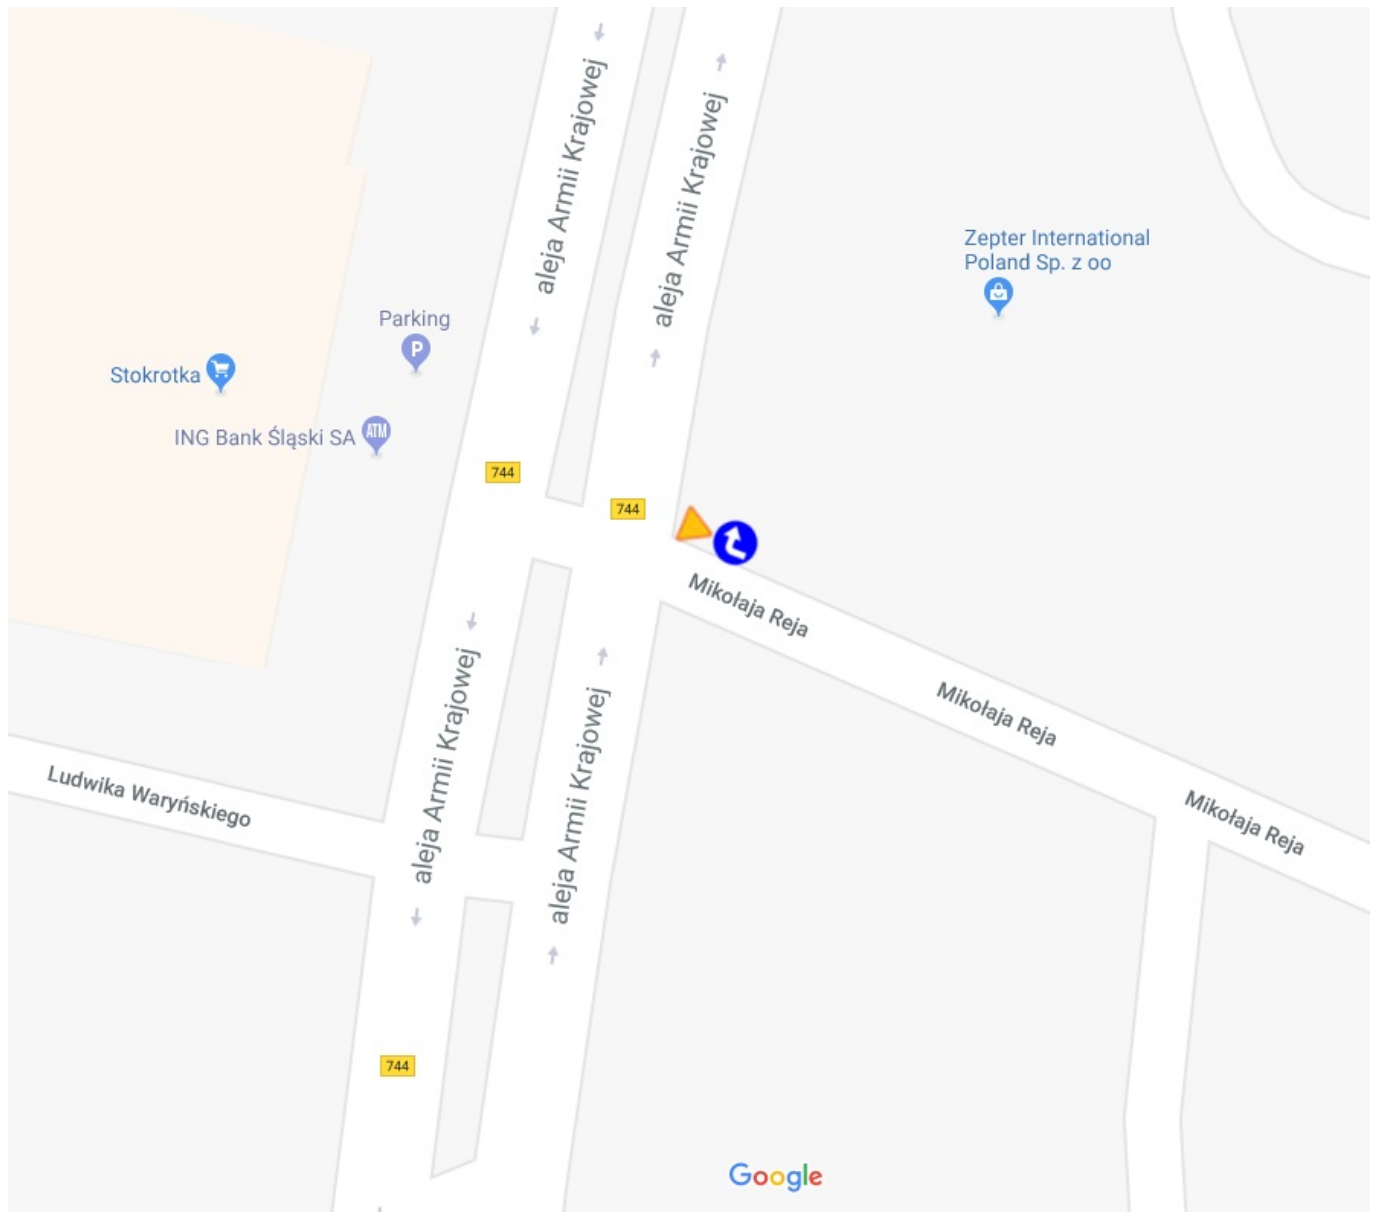 aleja Armii Krajowej
aleja Armii Krajowej
Zepter International
Poland Sp. z oo
Parking
P
Stokrotka
ING Bank Śląski SA
ATM
744
744
Mikołaja Reja
Mikołaja Reja
Mikołaja Reja
aleja Armii Krajowej
aleja Armii Krajowej
Ludwika Waryńskiego
744
Google